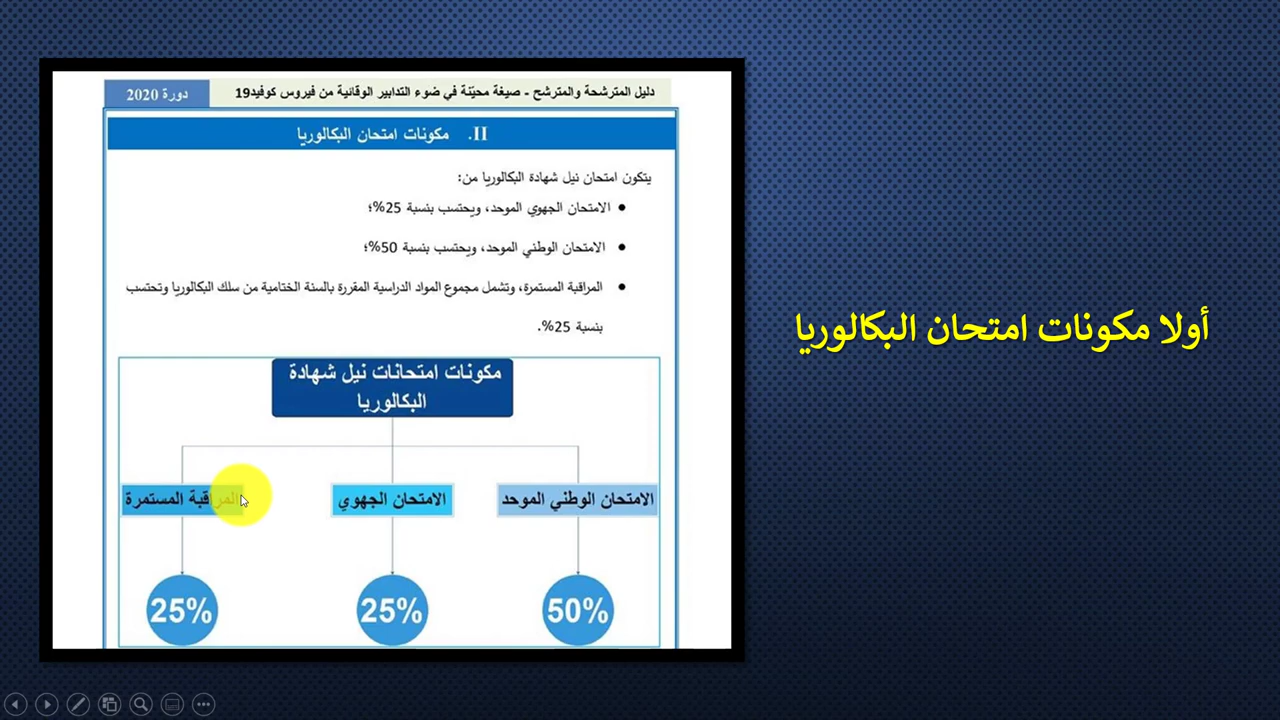 دليل المترشحة والمترشح - صيغة محيّنة في ضوء التدابير الوقائية من فيروس كوفيد19
دورة 2020
II. مكونات امتحان البكالوريا
يتكون امتحان نيل شهادة البكالوريا من:
● الامتحان الجهوي الموحد، ويحتسب بنسبة 25%؛
● الامتحان الوطني الموحد، ويحتسب بنسبة 50%؛
● المراقبة المستمرة، وتشمل مجموع المواد الدراسية المقررة بالسنة الختامية من سلك البكالوريا وتحتسب
بنسبة 25%.
أولا مكونات امتحان البكالوريا
مكونات امتحانات نيل شهادة
البكالوريا
الامتحان الوطني الموحد
الامتحان الجهوي
المراقبة المستمرة
50%
25%
25%